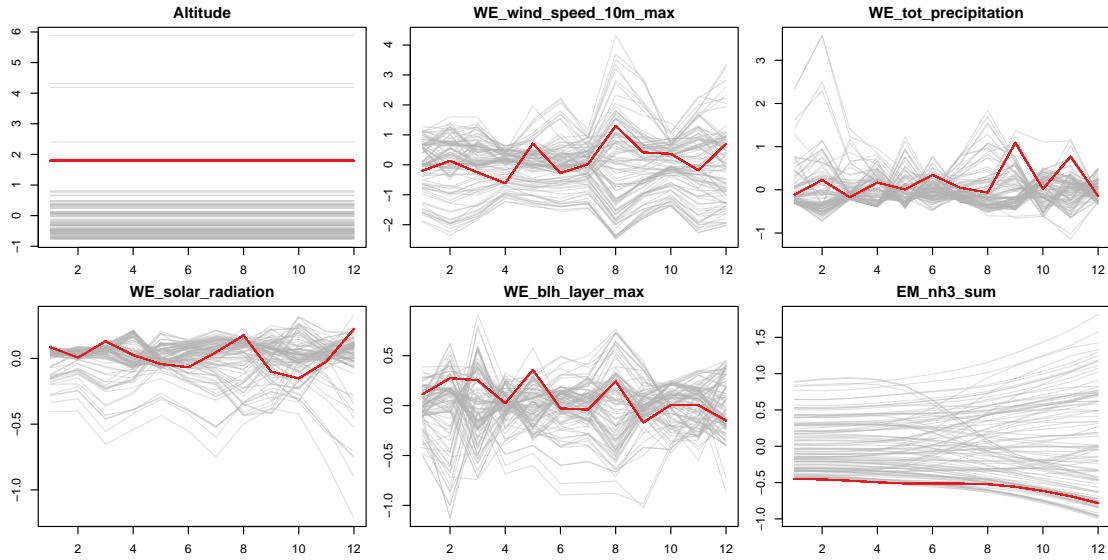 Altitude
6
5
4
3
2
1
0
−1
2 4 6 8 10 12
WE_wind_speed_10m_max
4
3
2
1
0
−1
−2
2 4 6 8 10 12
WE_tot_precipitation
3
2
1
0
−1
2 4 6 8 10 12
WE_solar_radiation
0.0
−0.5
−1.0
2 4 6 8 10 12
WE_blh_layer_max
0.5
0.0
−0.5
−1.0
2 4 6 8 10 12
EM_nh3_sum
1.5
1.0
0.5
0.0
−0.5
−1.0
2 4 6 8 10 12